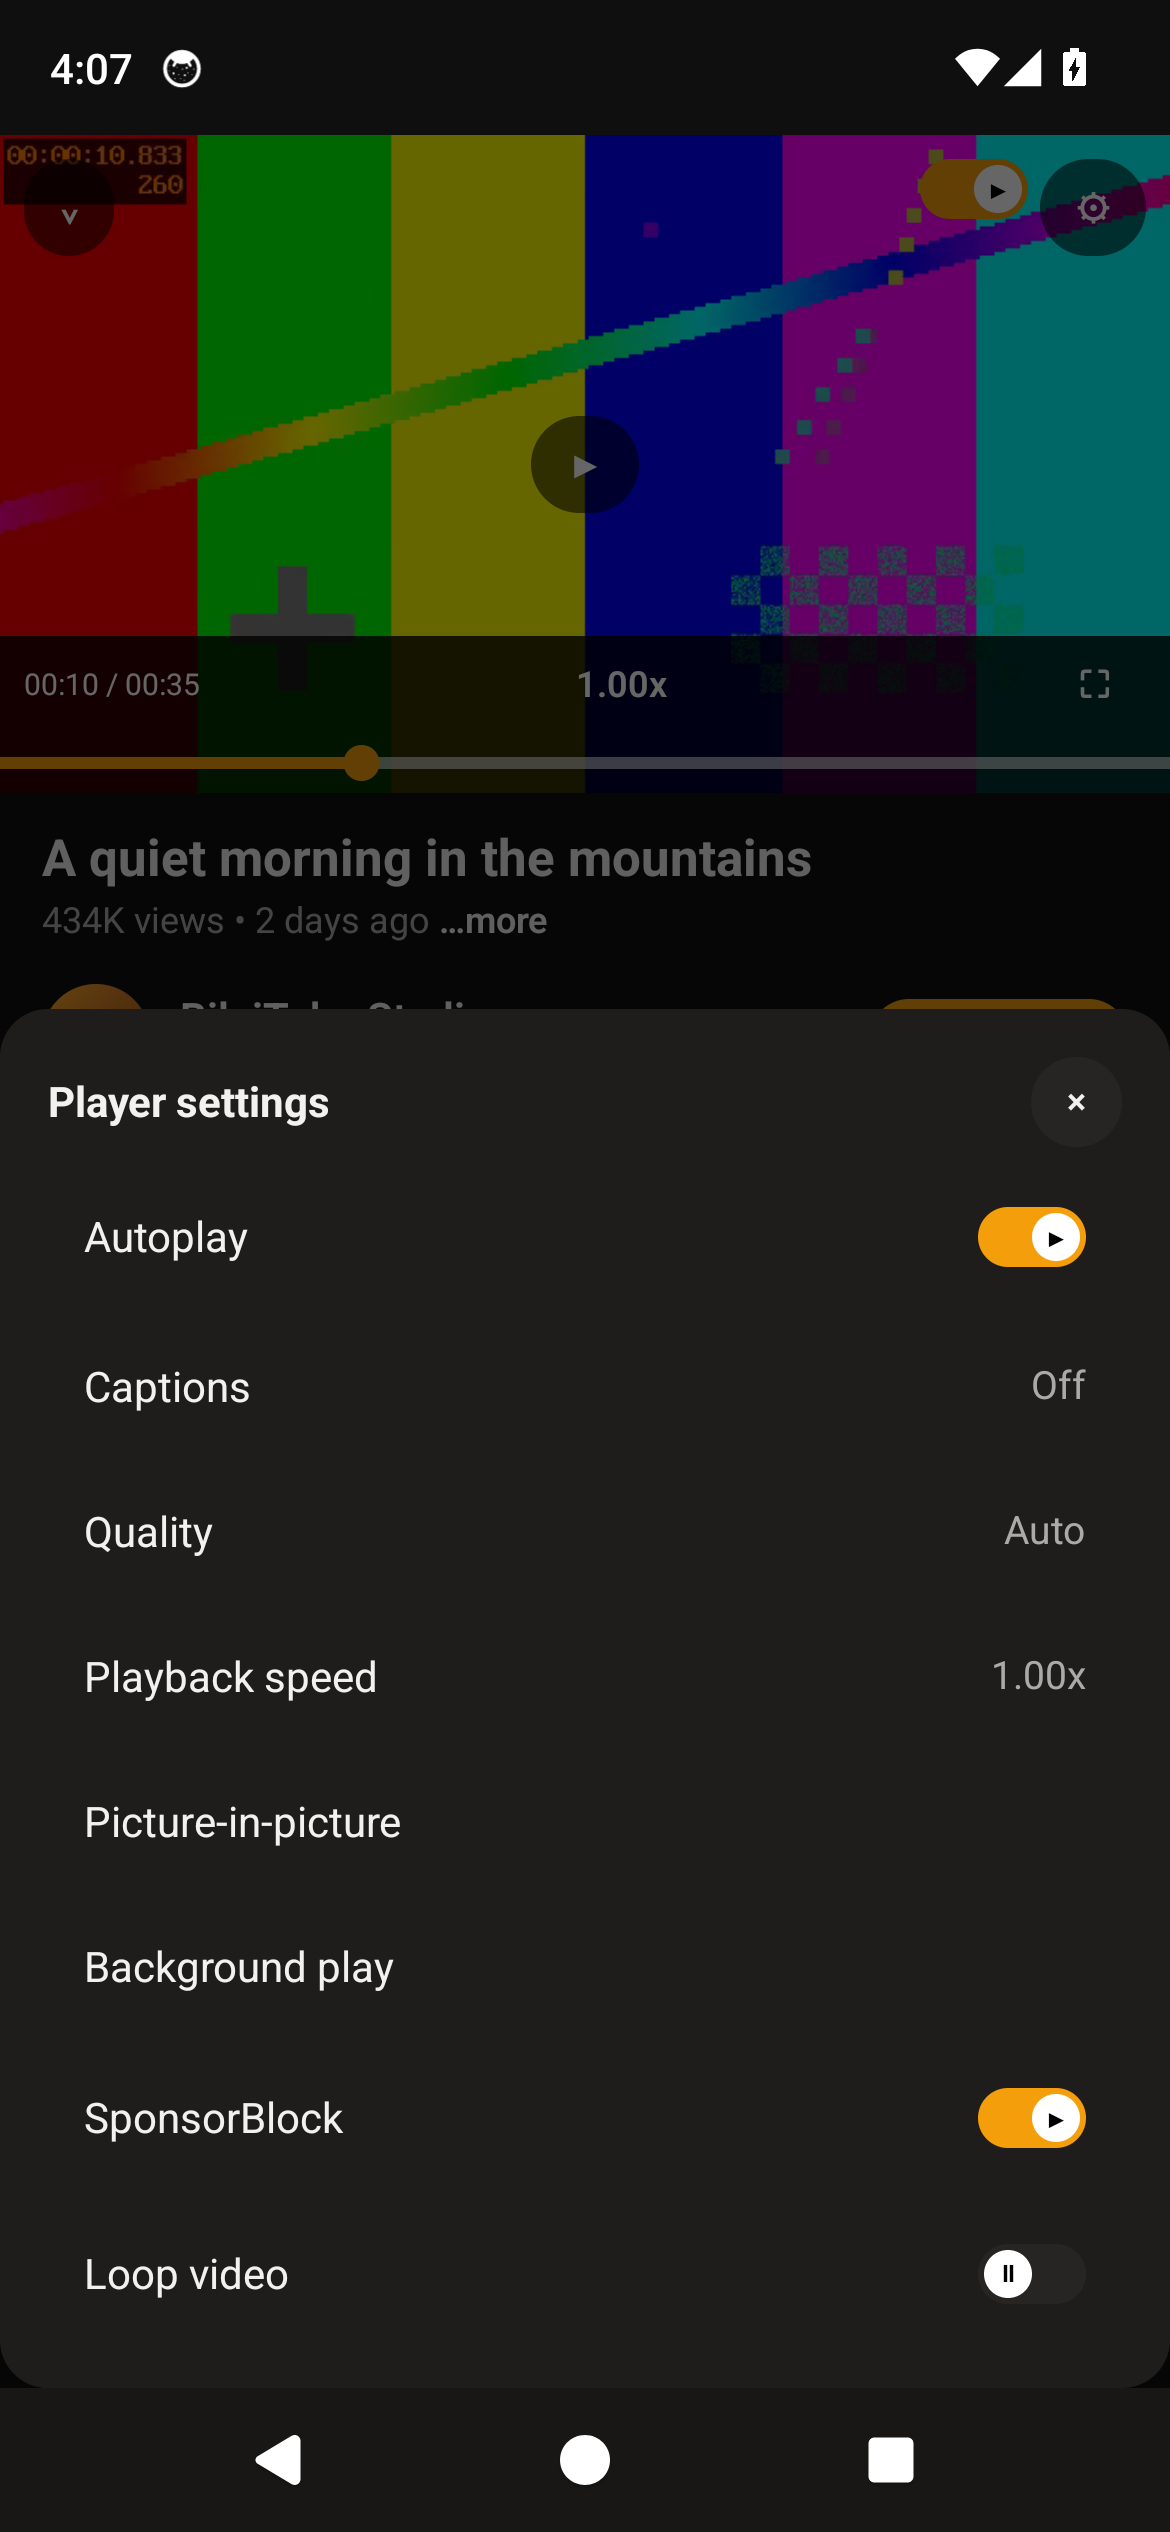 4:07
00:00:10.833
260
00:10 / 00:35
1.00x
A quiet morning in the mountains
434K views • 2 days ago ...more
Player settings
×
Autoplay
Captions
Off
Quality
Auto
Playback speed
1.00x
Picture-in-picture
Background play
SponsorBlock
Loop video